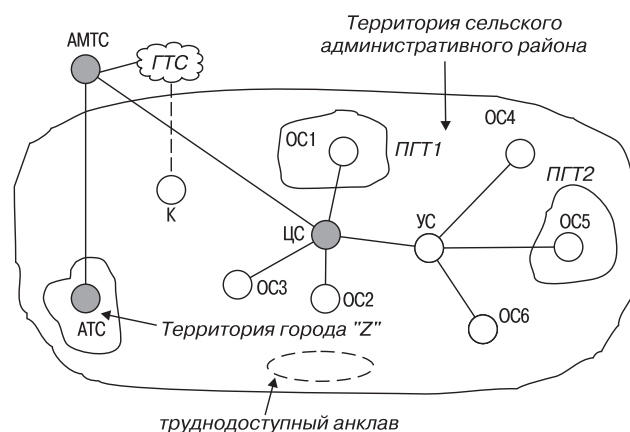 Территория сельского
административного района
АМТС
ГТС
ОС4
ОС1
ПГТ1
ПГТ2
К
ЦС
УС
ОС5
ОС3
ОС2
ОС6
АТС
Территория города "Z"
труднодоступный анклав